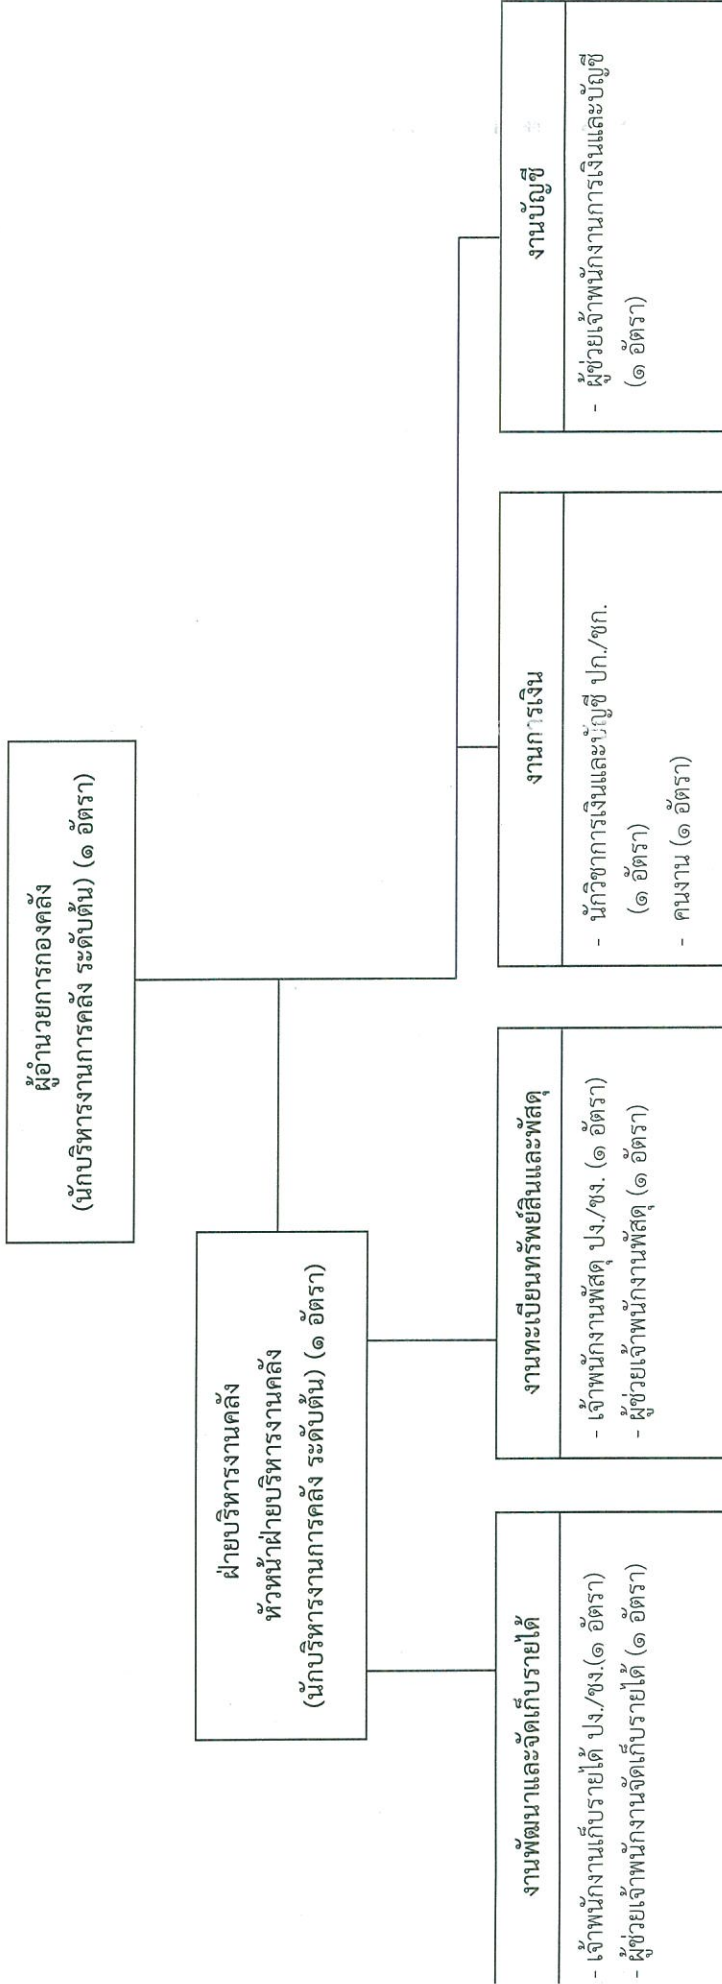 ผู้อำนวยการกองคลัง
(นักบริหารงานการคลัง ระดับต้น) (๑ อัตรา)
ฝ่ายบริหารงานคลัง
หัวหน้าฝ่ายบริหารงานคลัง
(นักบริหารงานการคลัง ระดับต้น) (๑ อัตรา)
งานพัฒนาและจัดเก็บรายได้
- เจ้าพนักงานเก็บรายได้ ปง./ชง.(๑ อัตรา)
- ผู้ช่วยเจ้าพนักงานจัดเก็บรายได้ (๑ อัตรา)
งานทะเบียนทรัพย์สินและพัสดุ
- เจ้าพนักงานพัสดุ ปง./ชง. (๑ อัตรา)
- ผู้ช่วยเจ้าพนักงานพัสดุ (๑ อัตรา)
งานการเงิน
- นักวิชาการเงินและบัญชี ปก./ชก.
(๑ อัตรา)
- คนงาน (๑ อัตรา)
งานบัญชี
- ผู้ช่วยเจ้าพนักงานการเงินและบัญชี
(๑ อัตรา)